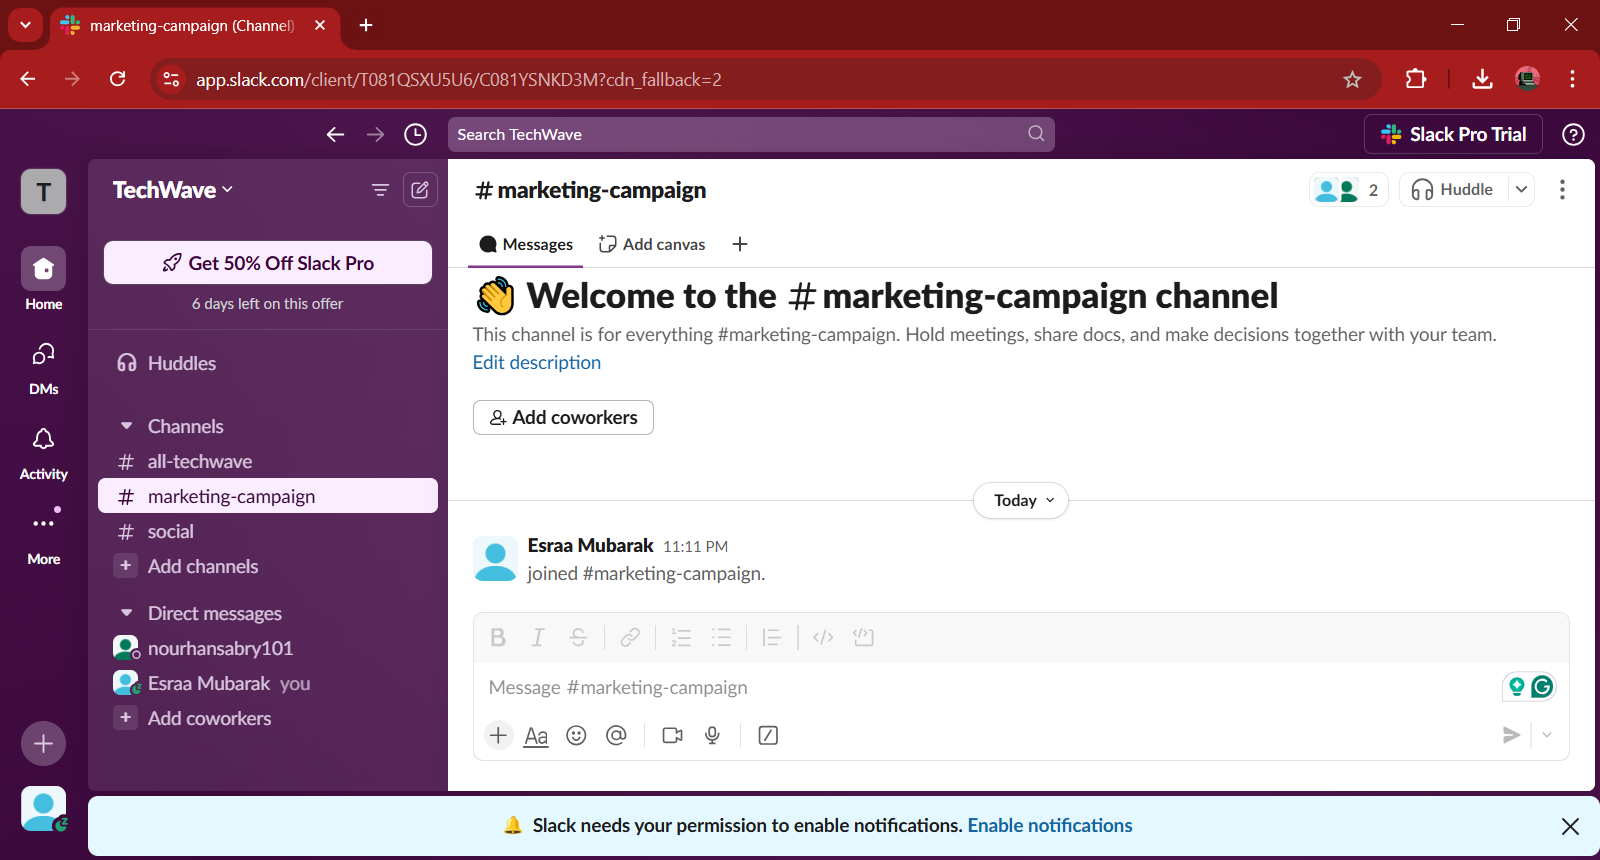 marketing-campaign (Channel)
app.slack.com/client/T081QSXU5U6/C081YSNKD3M?cdn_fallback=2
Search TechWave
Slack Pro Trial
T
Home
DMs
Activity
More
TechWave
Get 50% Off Slack Pro
6 days left on this offer
Huddles
Channels
# all-techwave
# marketing-campaign
# social
+ Add channels
Direct messages
nourhansabry101
Esraa Mubarak you
+ Add coworkers
# marketing-campaign
2
Huddle
Messages
Add canvas
👋 Welcome to the # marketing-campaign channel
This channel is for everything #marketing-campaign. Hold meetings, share docs, and make decisions together with your team.
Edit description
Add coworkers
Today
Esraa Mubarak 11:11 PM
joined #marketing-campaign.
B I S
Message #marketing-campaign
Aa
🔔 Slack needs your permission to enable notifications. Enable notifications